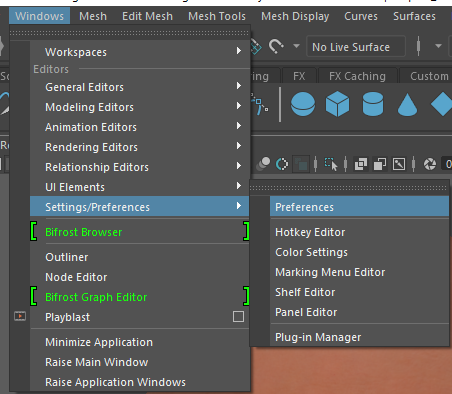 Windows Mesh Edit Mesh Mesh Tools Mesh Display Curves Surfaces
No Live Surface
Workspaces
Editors
General Editors
Modeling Editors
Animation Editors
Rendering Editors
Relationship Editors
UI Elements
Settings/Preferences
Bifrost Browser
Outliner
Node Editor
Bifrost Graph Editor
Playblast
Minimize Application
Raise Main Window
Raise Application Windows
FX FX Caching Custom
Preferences
Hotkey Editor
Color Settings
Marking Menu Editor
Shelf Editor
Panel Editor
Plug-in Manager